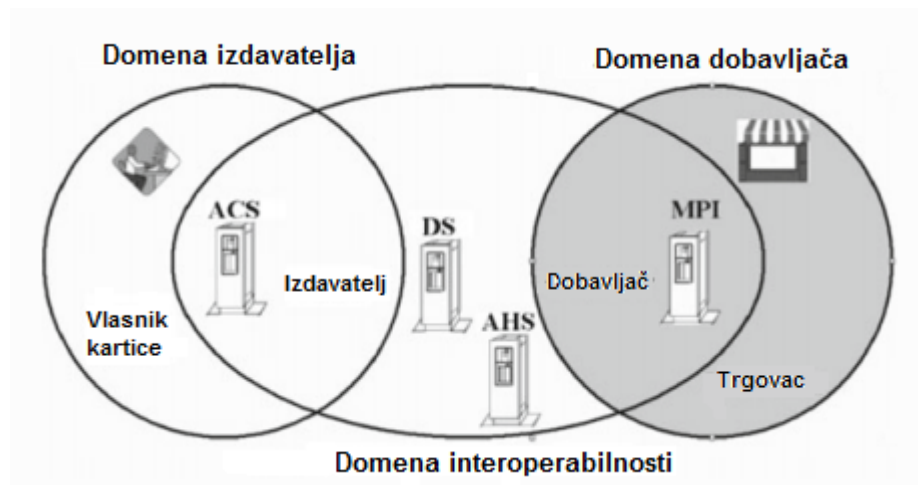 Domena izdavatelja
Domena dobavljača
ACS
DS
MPI
Izdavatelj
Dobavljač
Vlasnik
kartice
AHS
Trgovac
Domena interoperabilnosti